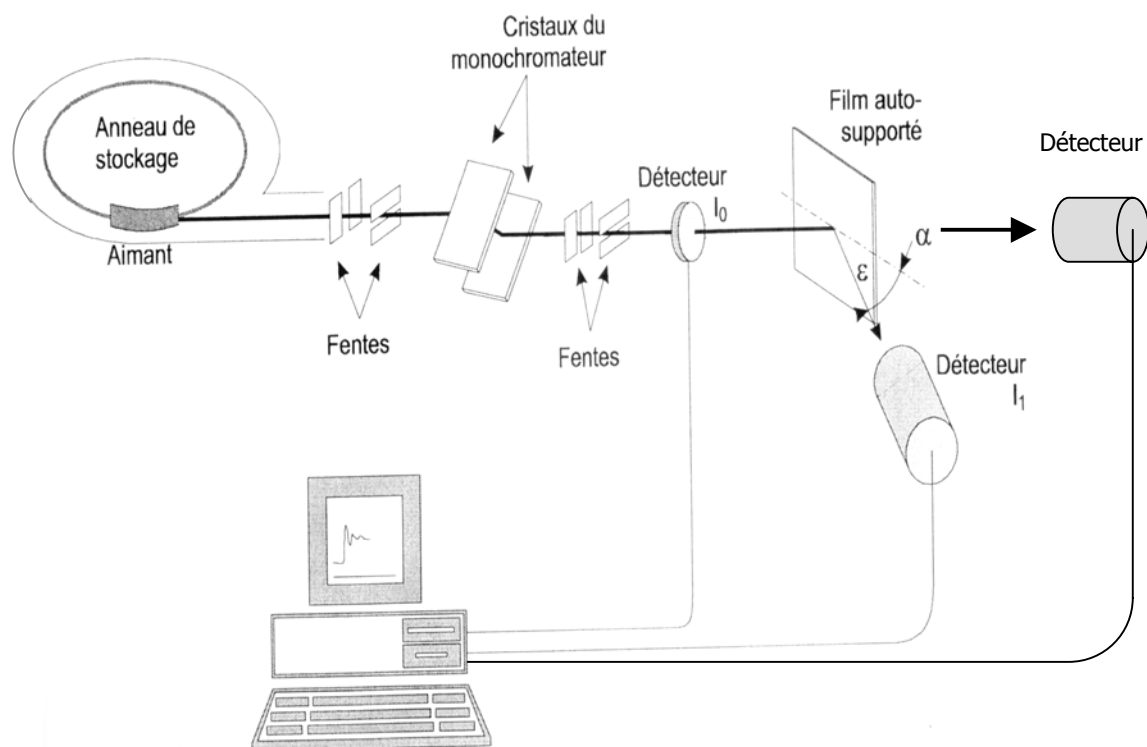 Cristaux du
monochromateur
Film auto-
supporté
Anneau de
stockage
Détecteur
Détecteur
I₀
α
Aimant
ε
Fentes
Fentes
Détecteur
I₁